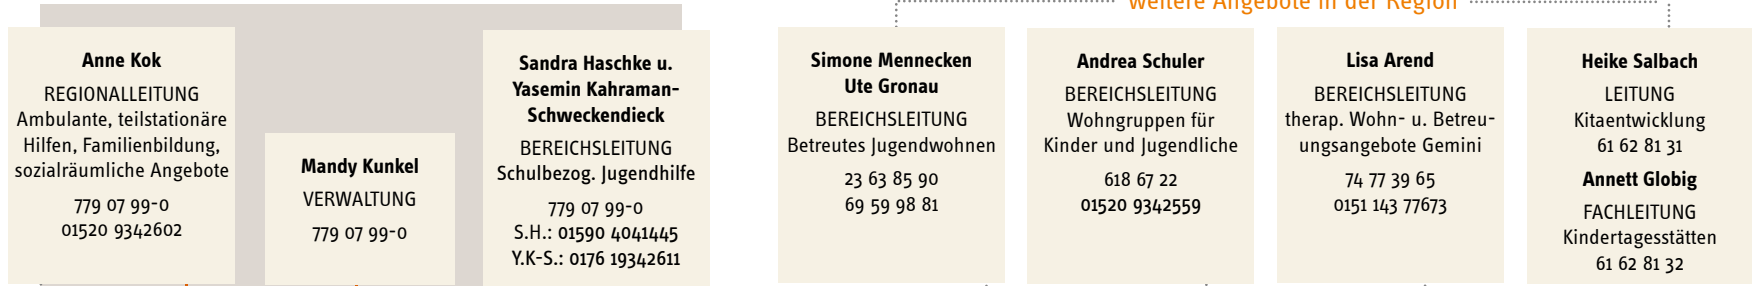 weitere Angebote in der Region
Anne Kok
REGIONALLEITUNG
Ambulante, teilstationäre
Hilfen, Familienbildung,
sozialräumliche Angebote
779 07 99-0
01520 9342602
Mandy Kunkel
VERWALTUNG
779 07 99-0
Sandra Haschke u.
Yasemin Kahraman-
Schweckendieck
BEREICHSLEITUNG
Schulbezog. Jugendhilfe
779 07 99-0
S.H.: 01590 4041445
Y.K-S.: 0176 19342611
Simone Mennecken
Ute Gronau
BEREICHSLEITUNG
Betreutes Jugendwohnen
23 63 85 90
69 59 98 81
Andrea Schuler
BEREICHSLEITUNG
Wohngruppen für
Kinder und Jugendliche
618 67 22
01520 9342559
Lisa Arend
BEREICHSLEITUNG
therap. Wohn- u. Betreu-
ungsangebote Gemini
74 77 39 65
0151 143 77673
Heike Salbach
LEITUNG
Kitaentwicklung
61 62 81 31
Annett Globig
FACHLEITUNG
Kindertagesstätten
61 62 81 32